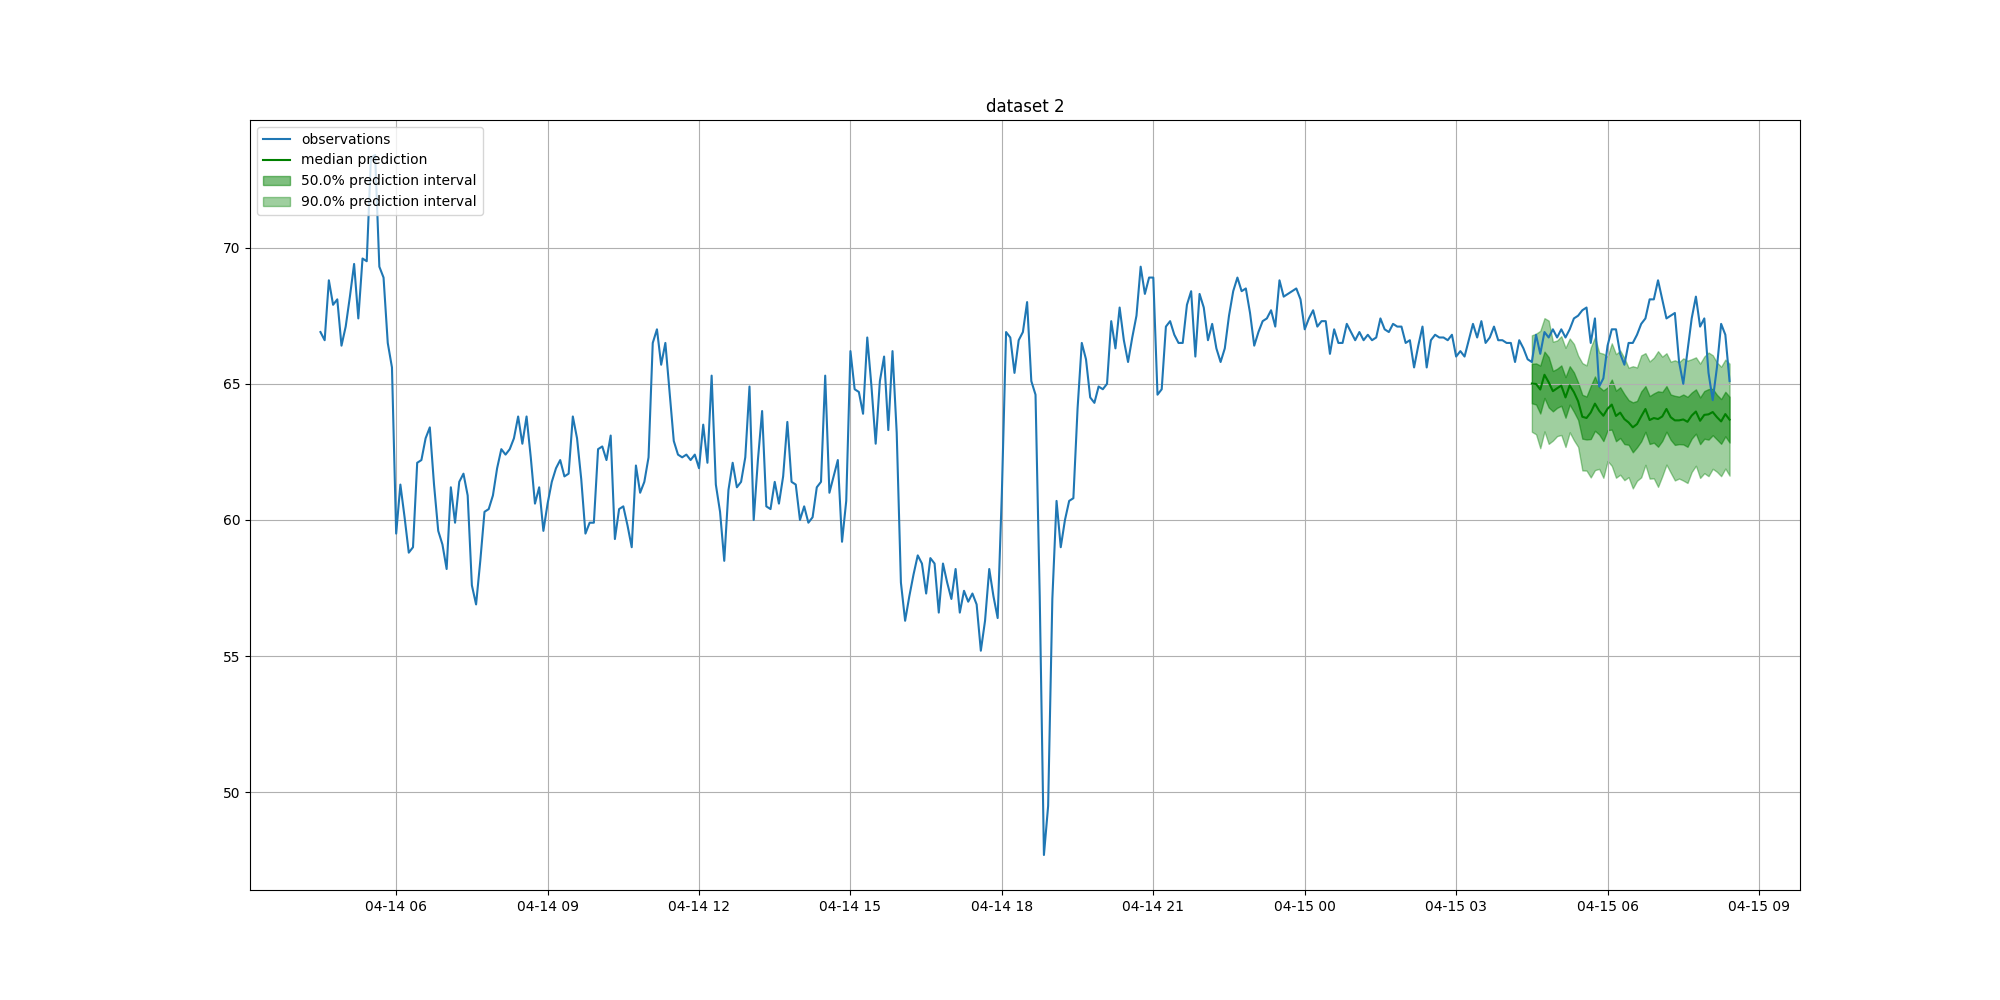 dataset 2
observations
median prediction
50.0% prediction interval
90.0% prediction interval
70
65
60
55
50
04-14 06 04-14 09 04-14 12 04-14 15 04-14 18 04-14 21 04-15 00 04-15 03 04-15 06 04-15 09